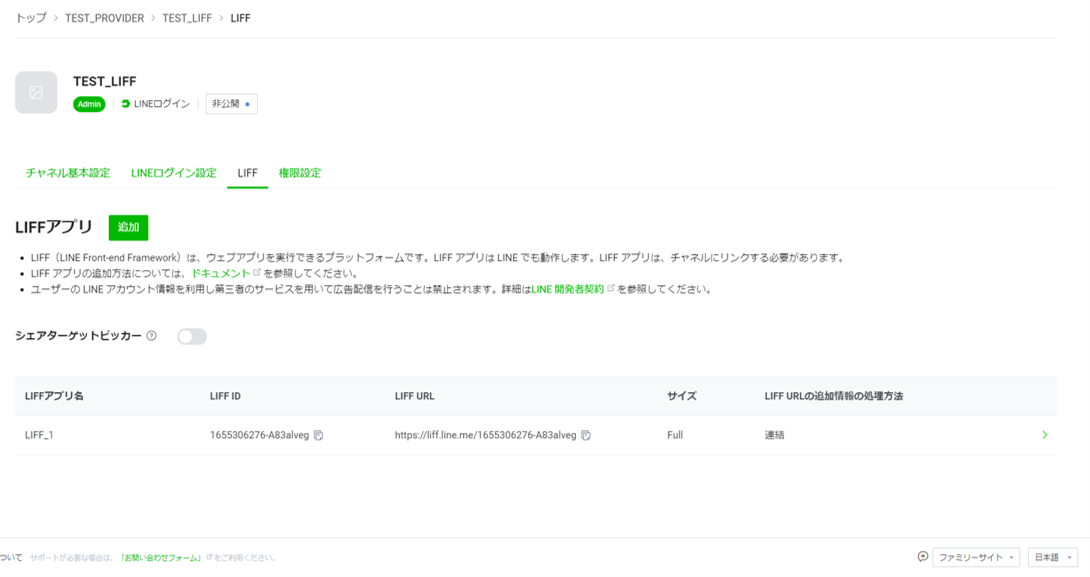 トップ > TEST_PROVIDER > TEST_LIFF > LIFF
TEST_LIFF
Admin LINEログイン 非公開
チャネル基本設定 LINEログイン設定 LIFF 権限設定
LIFFアプリ 追加
• LIFF（LINE Front-end Framework）は、ウェブアプリを実行できるプラットフォームです。LIFF アプリは LINE でも動作します。LIFF アプリは、チャネルにリンクする必要があります。
• LIFF アプリの追加方法については、ドキュメント を参照してください。
• ユーザーの LINE アカウント情報を利用し第三者のサービスを用いて広告配信を行うことは禁止されます。詳細はLINE 開発者契約 を参照してください。
シェアターゲットピッカー
LIFFアプリ名 LIFF ID LIFF URL サイズ LIFF URLの追加情報の処理方法
LIFF_1 1655306276-A83alveg https://liff.line.me/1655306276-A83alveg Full 連結
ついて サポートが必要な場合は、「お問い合わせフォーム」 をご利用ください。 ファミリーサイト 日本語